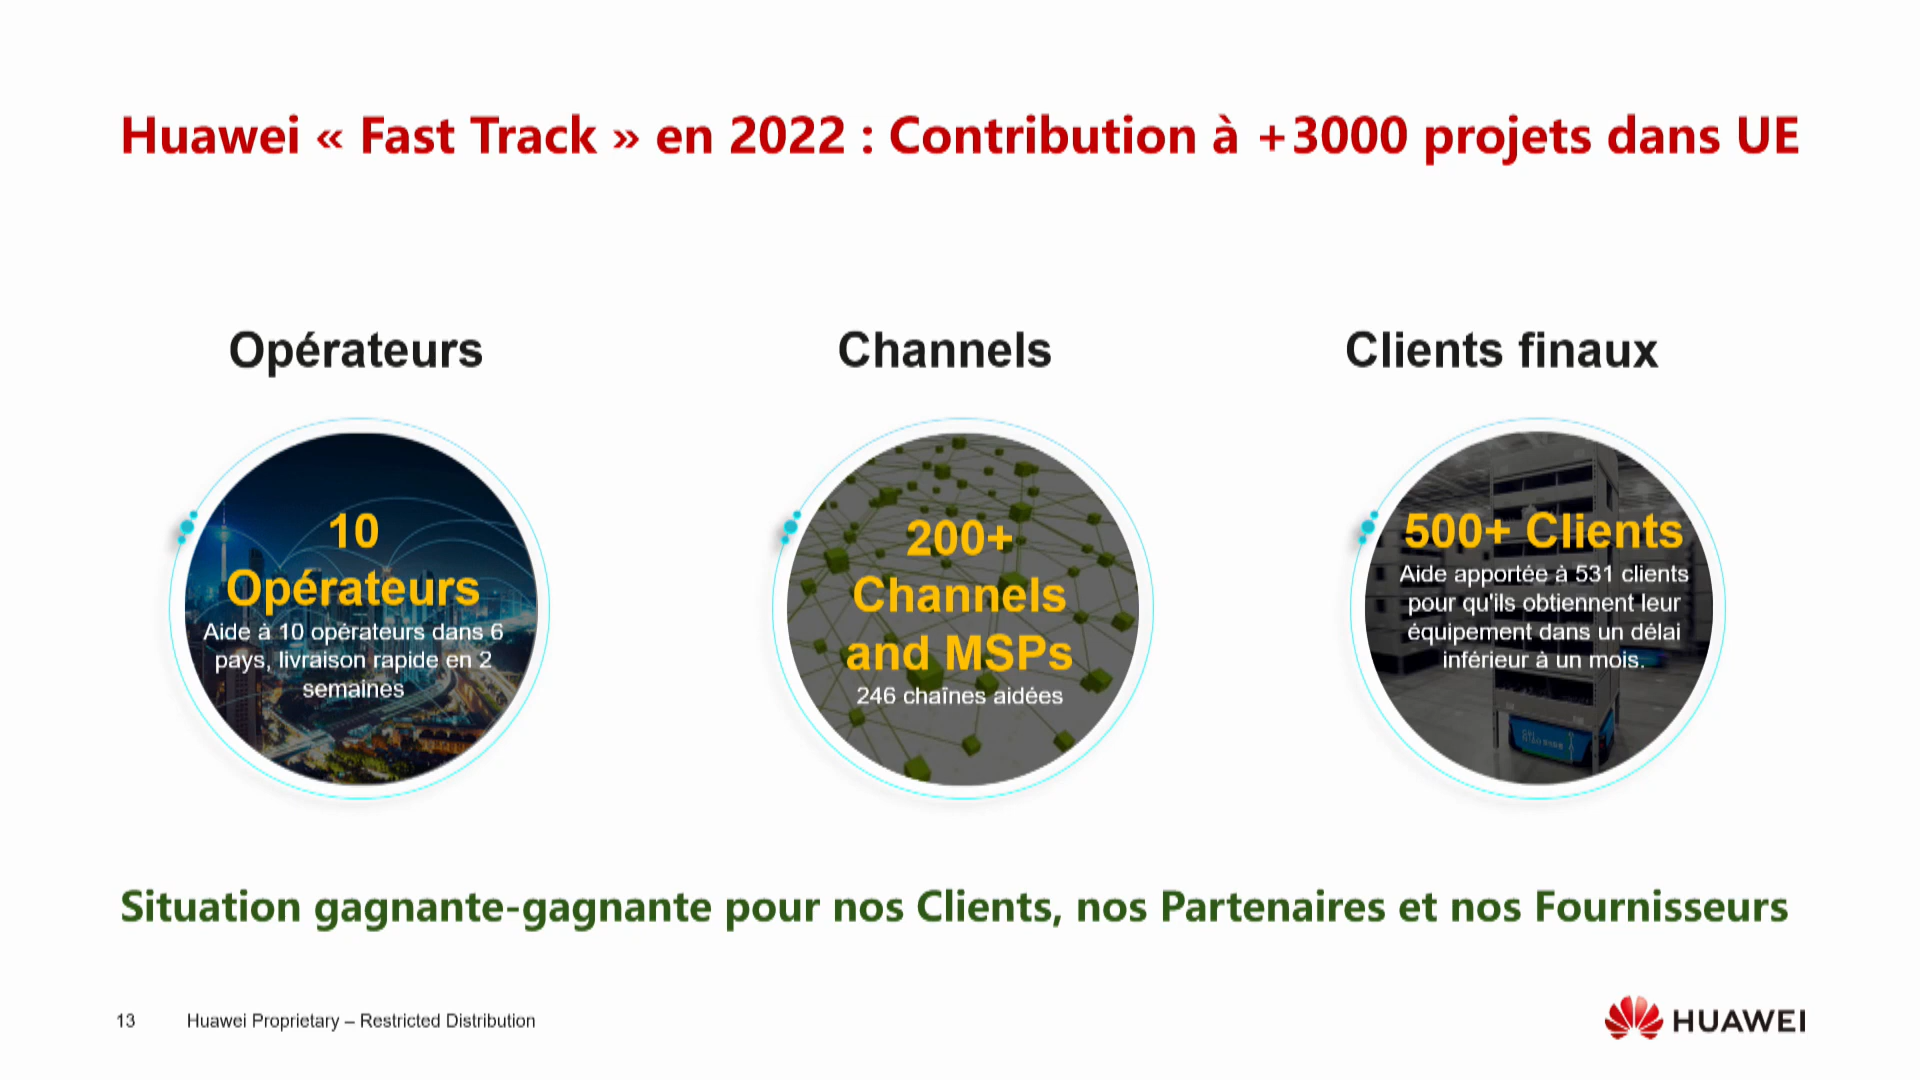 Huawei « Fast Track » en 2022 : Contribution à +3000 projets dans UE
Opérateurs
10
Opérateurs
Aide à 10 opérateurs dans 6
pays, livraison rapide en 2
semaines
Channels
200+
Channels
and MSPs
246 chaînes aidées
Clients finaux
500+ Clients
Aide apportée à 531 clients
pour qu'ils obtiennent leur
équipement dans un délai
inférieur à un mois.
Situation gagnante-gagnante pour nos Clients, nos Partenaires et nos Fournisseurs
13
Huawei Proprietary – Restricted Distribution
HUAWEI